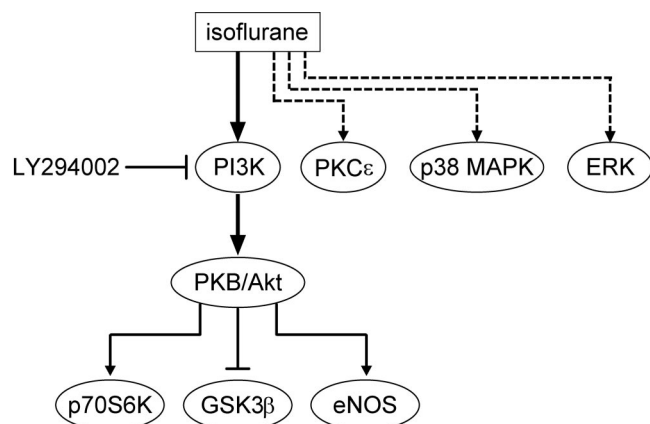 isoflurane
LY294002
PI3K
PKCε
p38 MAPK
ERK
PKB/Akt
p70S6K
GSK3β
eNOS